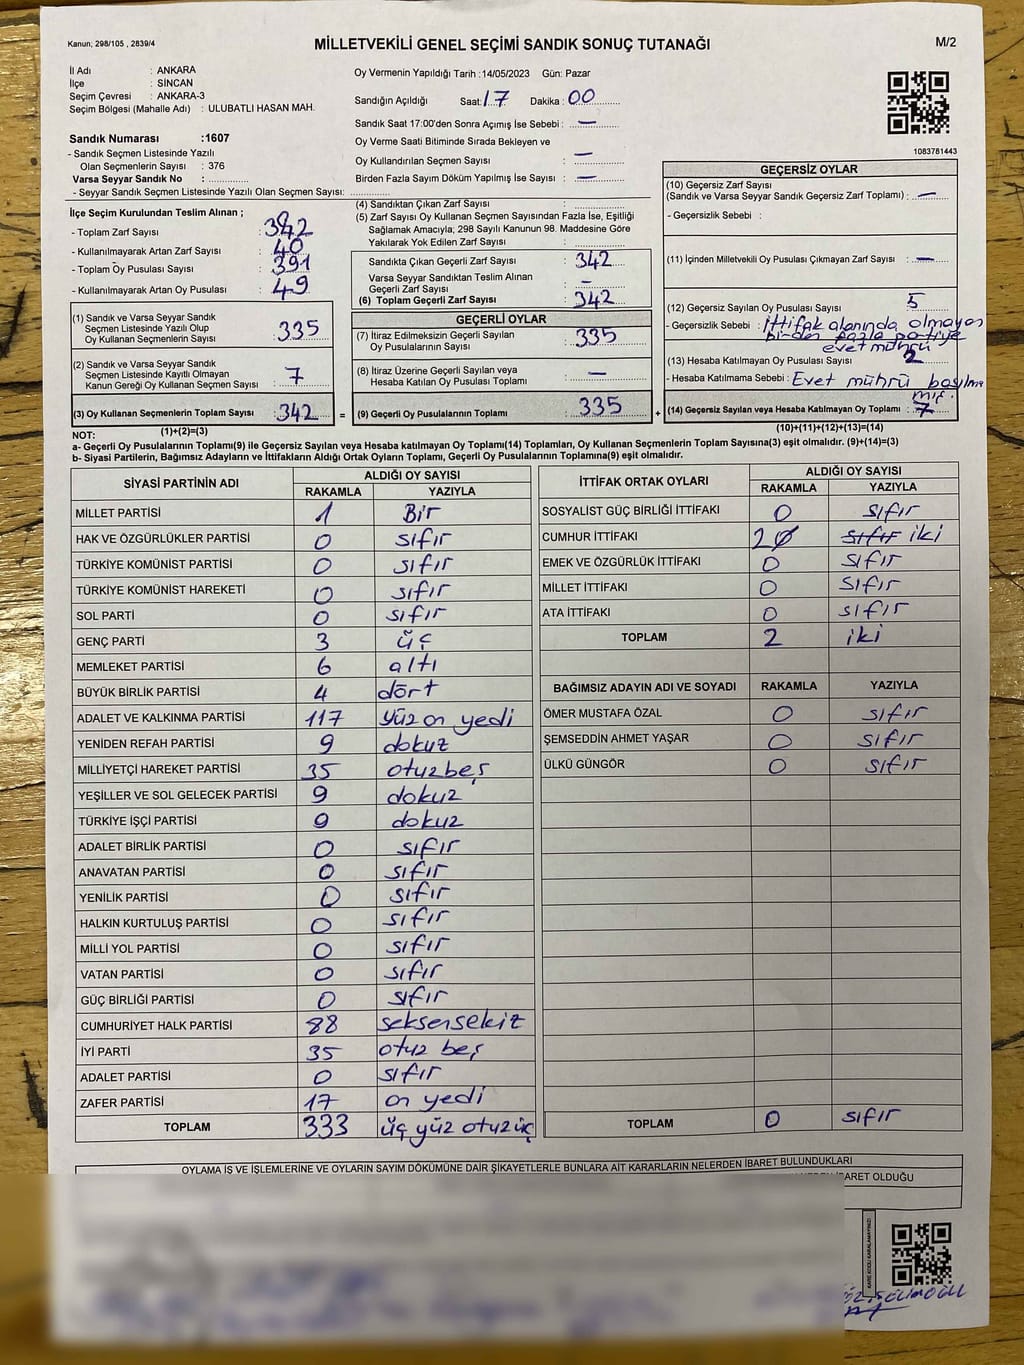 Kanun; 298/105 , 2839/4
MİLLETVEKİLİ GENEL SEÇİMİ SANDIK SONUÇ TUTANAĞI
M/2
İl Adı : ANKARA
İlçe : SİNCAN
Seçim Çevresi : ANKARA-3
Seçim Bölgesi (Mahalle Adı) : ULUBATLI HASAN MAH.
Sandık Numarası :1607
- Sandık Seçmen Listesinde Yazılı
Olan Seçmenlerin Sayısı : 376
Varsa Seyyar Sandık No :
- Seyyar Sandık Seçmen Listesinde Yazılı Olan Seçmen Sayısı:
Oy Vermenin Yapıldığı Tarih :14/05/2023 Gün: Pazar
Sandığın Açıldığı Saat: 17 Dakika : 00
Sandık Saat 17:00'den Sonra Açımış İse Sebebi : —
Oy Verme Saati Bitiminde Sırada Bekleyen ve
Oy Kullandırılan Seçmen Sayısı : —
Birden Fazla Sayım Döküm Yapılmış İse Sayısı : —
1083781443
İlçe Seçim Kurulundan Teslim Alınan ;
- Toplam Zarf Sayısı : 382
- Kullanılmayarak Artan Zarf Sayısı : 40
- Toplam Oy Pusulası Sayısı : 391
- Kullanılmayarak Artan Oy Pusulası : 49
(1) Sandık ve Varsa Seyyar Sandık
Seçmen Listesinde Yazılı Olup
Oy Kullanan Seçmenlerin Sayısı : 335
(2) Sandık ve Varsa Seyyar Sandık
Seçmen Listesinde Kayıtlı Olmayan
Kanun Gereği Oy Kullanan Seçmen Sayısı : 7
(3) Oy Kullanan Seçmenlerin Toplam Sayısı : 342
(1)+(2)=(3)
(4) Sandıktan Çıkan Zarf Sayısı :
(5) Zarf Sayısı Oy Kullanan Seçmen Sayısından Fazla İse, Eşitliği
Sağlamak Amacıyla; 298 Sayılı Kanunun 98. Maddesine Göre
Yakılarak Yok Edilen Zarf Sayısı :
Sandıkta Çıkan Geçerli Zarf Sayısı : 342
Varsa Seyyar Sandıktan Teslim Alınan
Geçerli Zarf Sayısı : —
(6) Toplam Geçerli Zarf Sayısı : 342
GEÇERLİ OYLAR
(7) İtiraz Edilmeksizin Geçerli Sayılan
Oy Pusulalarının Sayısı : 335
(8) İtiraz Üzerine Geçerli Sayılan veya
Hesaba Katılan Oy Pusulası Toplamı : —
= (9) Geçerli Oy Pusulalarının Toplamı : 335 +
GEÇERSİZ OYLAR
(10) Geçersiz Zarf Sayısı
(Sandık ve Varsa Seyyar Sandık Geçersiz Zarf Toplamı) : —
- Geçersizlik Sebebi :
(11) İçinden Milletvekili Oy Pusulası Çıkmayan Zarf Sayısı : —
(12) Geçersiz Sayılan Oy Pusulası Sayısı : 5
- Geçersizlik Sebebi : İttifak alanında olmayan
birden fazla partiye
evet mührü
(13) Hesaba Katılmayan Oy Pusulası Sayısı : 2
- Hesaba Katılmama Sebebi : Evet mührü basılma
mış.
(14) Geçersiz Sayılan veya Hesaba Katılmayan Oy Toplamı : 7
(10)+(11)+(12)+(13)=(14)
NOT:
a- Geçerli Oy Pusulalarının Toplamı(9) ile Geçersiz Sayılan veya Hesaba katılmayan Oy Toplamı(14) Toplamları, Oy Kullanan Seçmenlerin Toplam Sayısına(3) eşit olmalıdır. (9)+(14)=(3)
b- Siyasi Partilerin, Bağımsız Adayların ve İttifakların Aldığı Ortak Oyların Toplamı, Geçerli Oy Pusulalarının Toplamına(9) eşit olmalıdır.
SİYASİ PARTİNİN ADI ALDIĞI OY SAYISI
RAKAMLA YAZIYLA
MİLLET PARTİSİ 1 Bir
HAK VE ÖZGÜRLÜKLER PARTİSİ 0 sıfır
TÜRKİYE KOMÜNİST PARTİSİ 0 sıfır
TÜRKİYE KOMÜNİST HAREKETİ 0 sıfır
SOL PARTİ 0 sıfır
GENÇ PARTİ 3 üç
MEMLEKET PARTİSİ 6 altı
BÜYÜK BİRLİK PARTİSİ 4 dört
ADALET VE KALKINMA PARTİSİ 117 yüz on yedi
YENİDEN REFAH PARTİSİ 9 dokuz
MİLLİYETÇİ HAREKET PARTİSİ 35 otuzbeş
YEŞİLLER VE SOL GELECEK PARTİSİ 9 dokuz
TÜRKİYE İŞÇİ PARTİSİ 9 dokuz
ADALET BİRLİK PARTİSİ 0 sıfır
ANAVATAN PARTİSİ 0 sıfır
YENİLİK PARTİSİ 0 sıfır
HALKIN KURTULUŞ PARTİSİ 0 sıfır
MİLLİ YOL PARTİSİ 0 sıfır
VATAN PARTİSİ 0 sıfır
GÜÇ BİRLİĞİ PARTİSİ 0 sıfır
CUMHURİYET HALK PARTİSİ 88 seksensekiz
İYİ PARTİ 35 otuz beş
ADALET PARTİSİ 0 sıfır
ZAFER PARTİSİ 17 on yedi
TOPLAM 333 üç yüz otuz üç
İTTİFAK ORTAK OYLARI ALDIĞI OY SAYISI
RAKAMLA YAZIYLA
SOSYALIST GÜÇ BİRLİĞİ İTTİFAKI 0 sıfır
CUMHUR İTTİFAKI 2 0 sıfır iki
EMEK VE ÖZGÜRLÜK İTTİFAKI 0 sıfır
MİLLET İTTİFAKI 0 sıfır
ATA İTTİFAKI 0 sıfır
TOPLAM 2 iki
BAĞIMSIZ ADAYIN ADI VE SOYADI RAKAMLA YAZIYLA
ÖMER MUSTAFA ÖZAL 0 sıfır
ŞEMSEDDİN AHMET YAŞAR 0 sıfır
ÜLKÜ GÜNGÖR 0 sıfır
TOPLAM 0 sıfır
OYLAMA İŞ VE İŞLEMLERİNE VE OYLARIN SAYIM DÖKÜMÜNE DAİR ŞİKAYETLERLE BUNLARA AİT KARARLARIN NELERDEN İBARET BULUNDUKLARI
İBARET OLDUĞU
KARE KODU KARALAMAYINIZ!